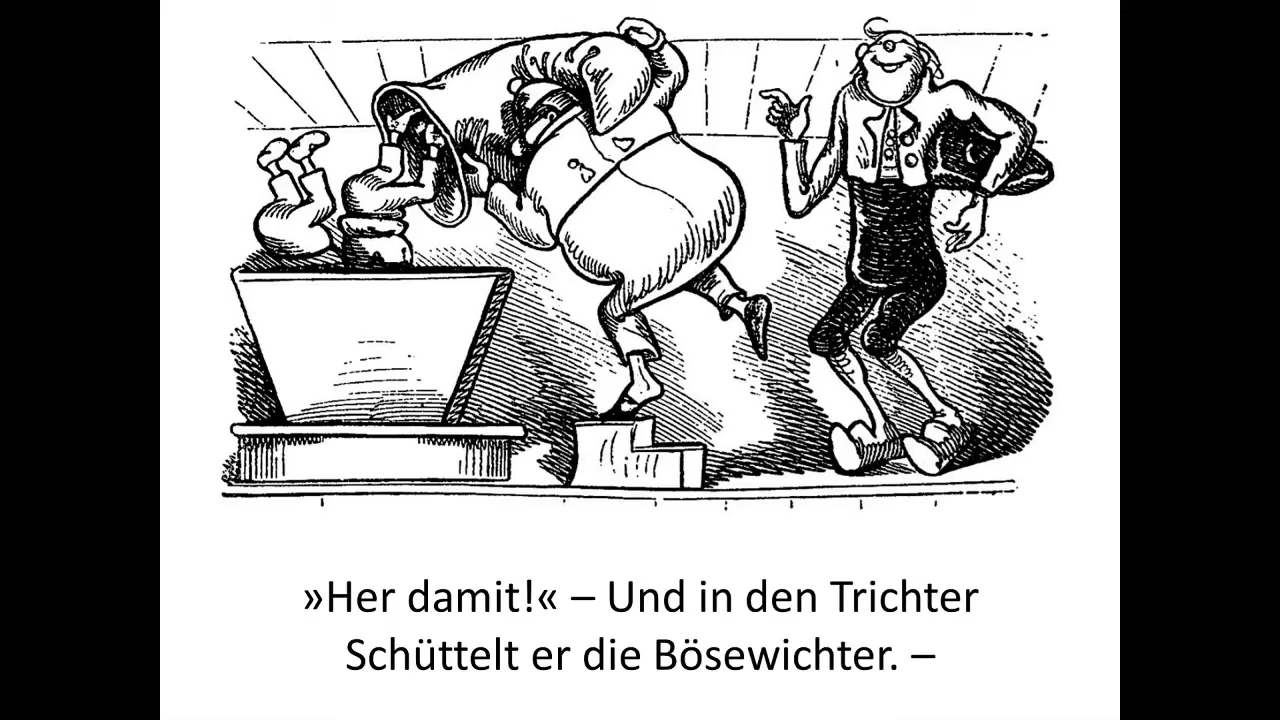 »Her damit!« – Und in den Trichter
Schüttelt er die Bösewichter. –